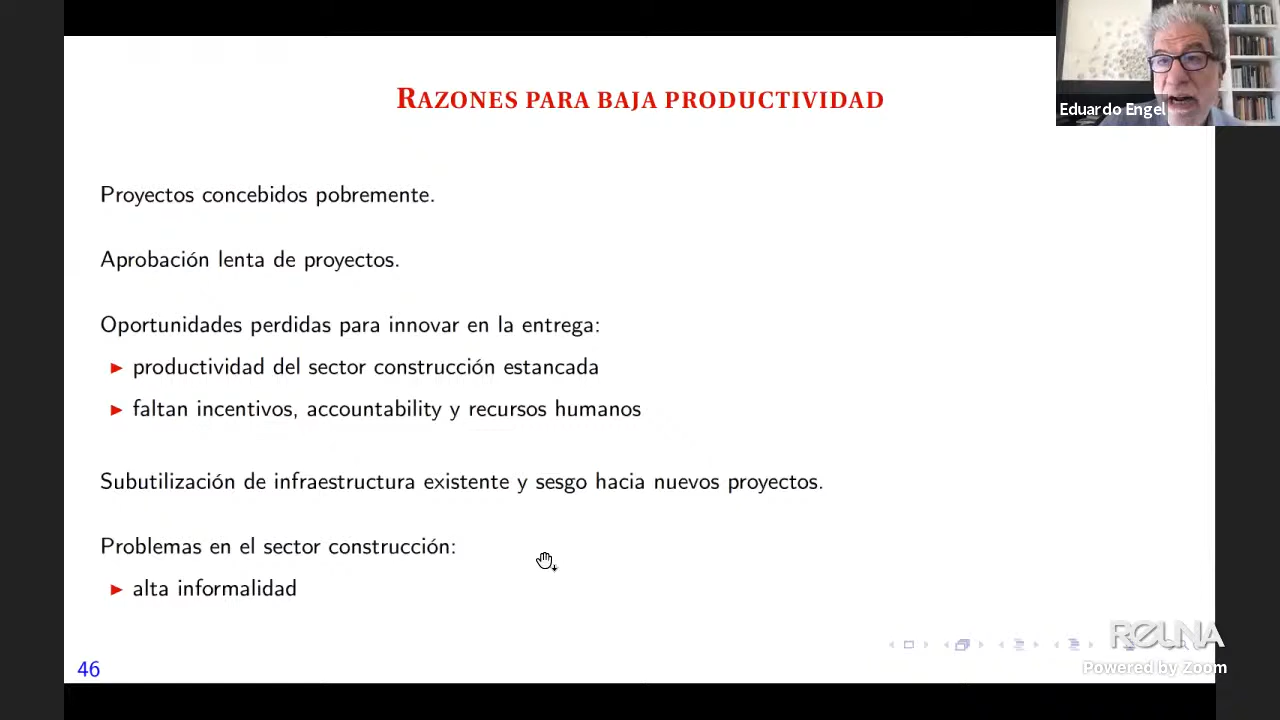 RAZONES PARA BAJA PRODUCTIVIDAD
Eduardo Engel
Proyectos concebidos pobremente.
Aprobación lenta de proyectos.
Oportunidades perdidas para innovar en la entrega:
productividad del sector construcción estancada
faltan incentivos, accountability y recursos humanos
Subutilización de infraestructura existente y sesgo hacia nuevos proyectos.
Problemas en el sector construcción:
alta informalidad
REUNA
Powered by Zoom
46